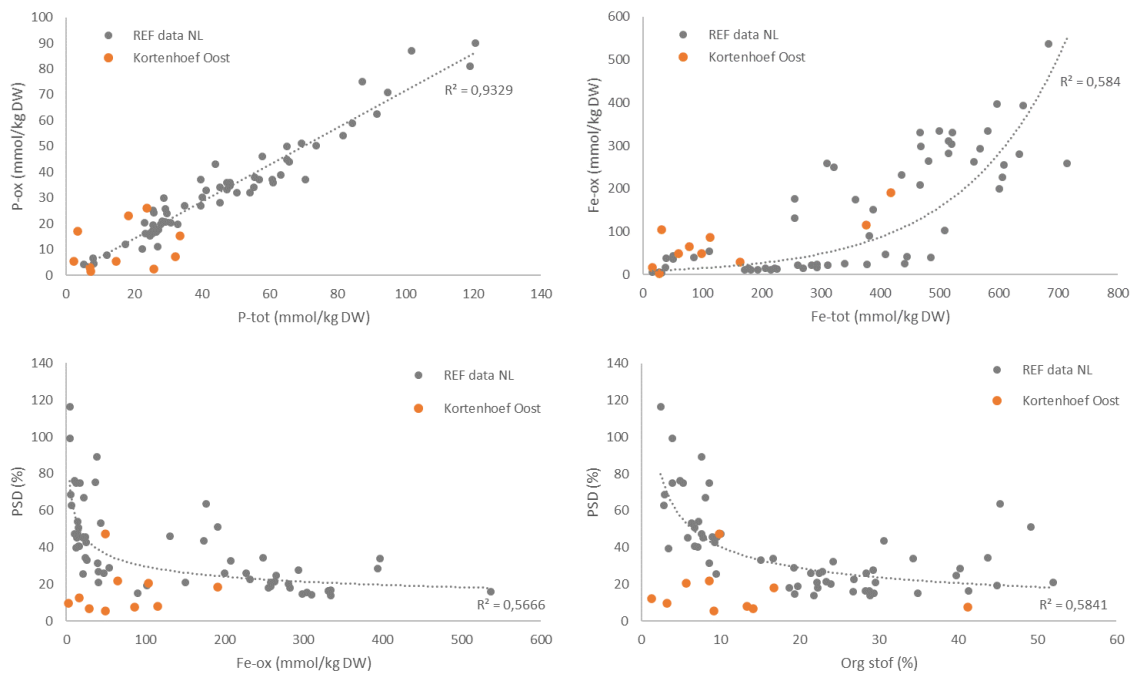 REF data NL
Kortenhoef Oost
R² = 0,9329
P-ox (mmol/kg DW)
100
90
80
70
60
50
40
30
20
10
0
0 20 40 60 80 100 120 140
P-tot (mmol/kg DW)
REF data NL
Kortenhoef Oost
R² = 0,584
Fe-ox (mmol/kg DW)
600
500
400
300
200
100
0
0 100 200 300 400 500 600 700 800
Fe-tot (mmol/kg DW)
REF data NL
Kortenhoef Oost
R² = 0,5666
PSD (%)
140
120
100
80
60
40
20
0
0 100 200 300 400 500 600
Fe-ox (mmol/kg DW)
REF data NL
Kortenhoef Oost
R² = 0,5841
PSD (%)
140
120
100
80
60
40
20
0
0 10 20 30 40 50 60
Org stof (%)